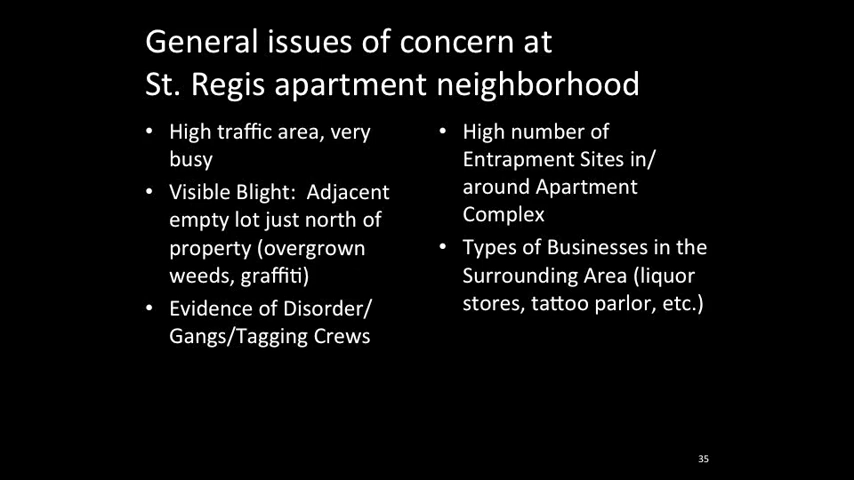 General issues of concern at
St. Regis apartment neighborhood
• High traffic area, very
busy
• Visible Blight: Adjacent
empty lot just north of
property (overgrown
weeds, graffiti)
• Evidence of Disorder/
Gangs/Tagging Crews
• High number of
Entrapment Sites in/
around Apartment
Complex
• Types of Businesses in the
Surrounding Area (liquor
stores, tattoo parlor, etc.)
35